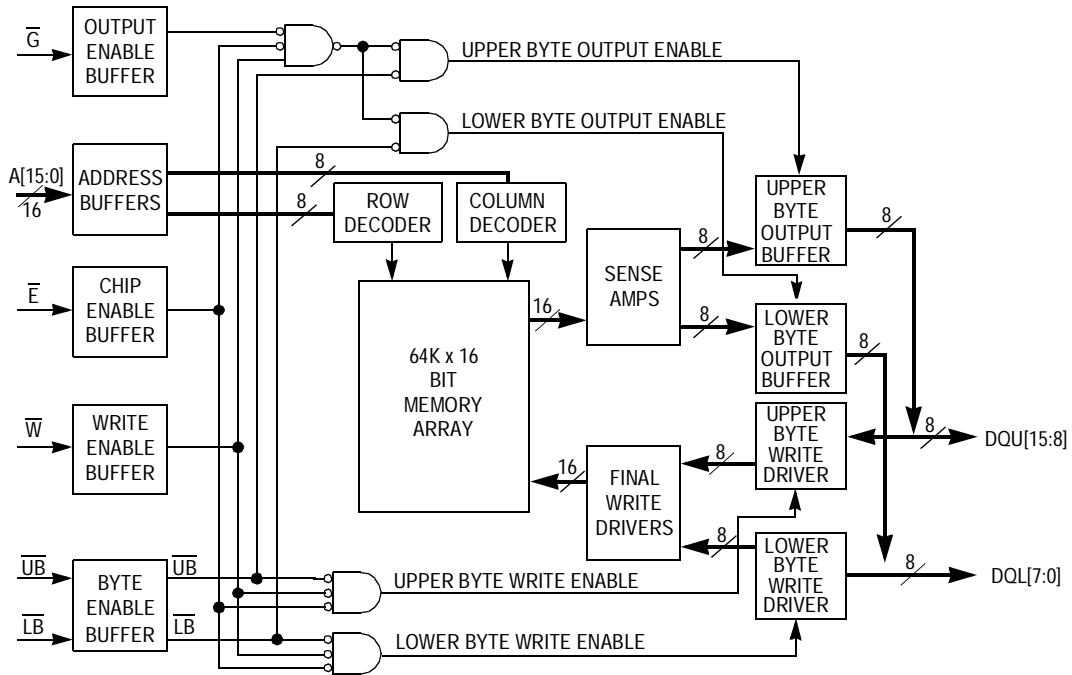 G
OUTPUT
ENABLE
BUFFER
UPPER BYTE OUTPUT ENABLE
LOWER BYTE OUTPUT ENABLE
A[15:0]
16
ADDRESS
BUFFERS
8
8
ROW
DECODER
COLUMN
DECODER
UPPER
BYTE
OUTPUT
BUFFER
8
E
CHIP
ENABLE
BUFFER
64K x 16
BIT
MEMORY
ARRAY
16
SENSE
AMPS
8
8
LOWER
BYTE
OUTPUT
BUFFER
8
W
WRITE
ENABLE
BUFFER
16
FINAL
WRITE
DRIVERS
8
8
UPPER
BYTE
WRITE
DRIVER
8
DQU[15:8]
UB
LB
BYTE
ENABLE
BUFFER
UB
LB
UPPER BYTE WRITE ENABLE
LOWER BYTE WRITE ENABLE
LOWER
BYTE
WRITE
DRIVER
8
DQL[7:0]